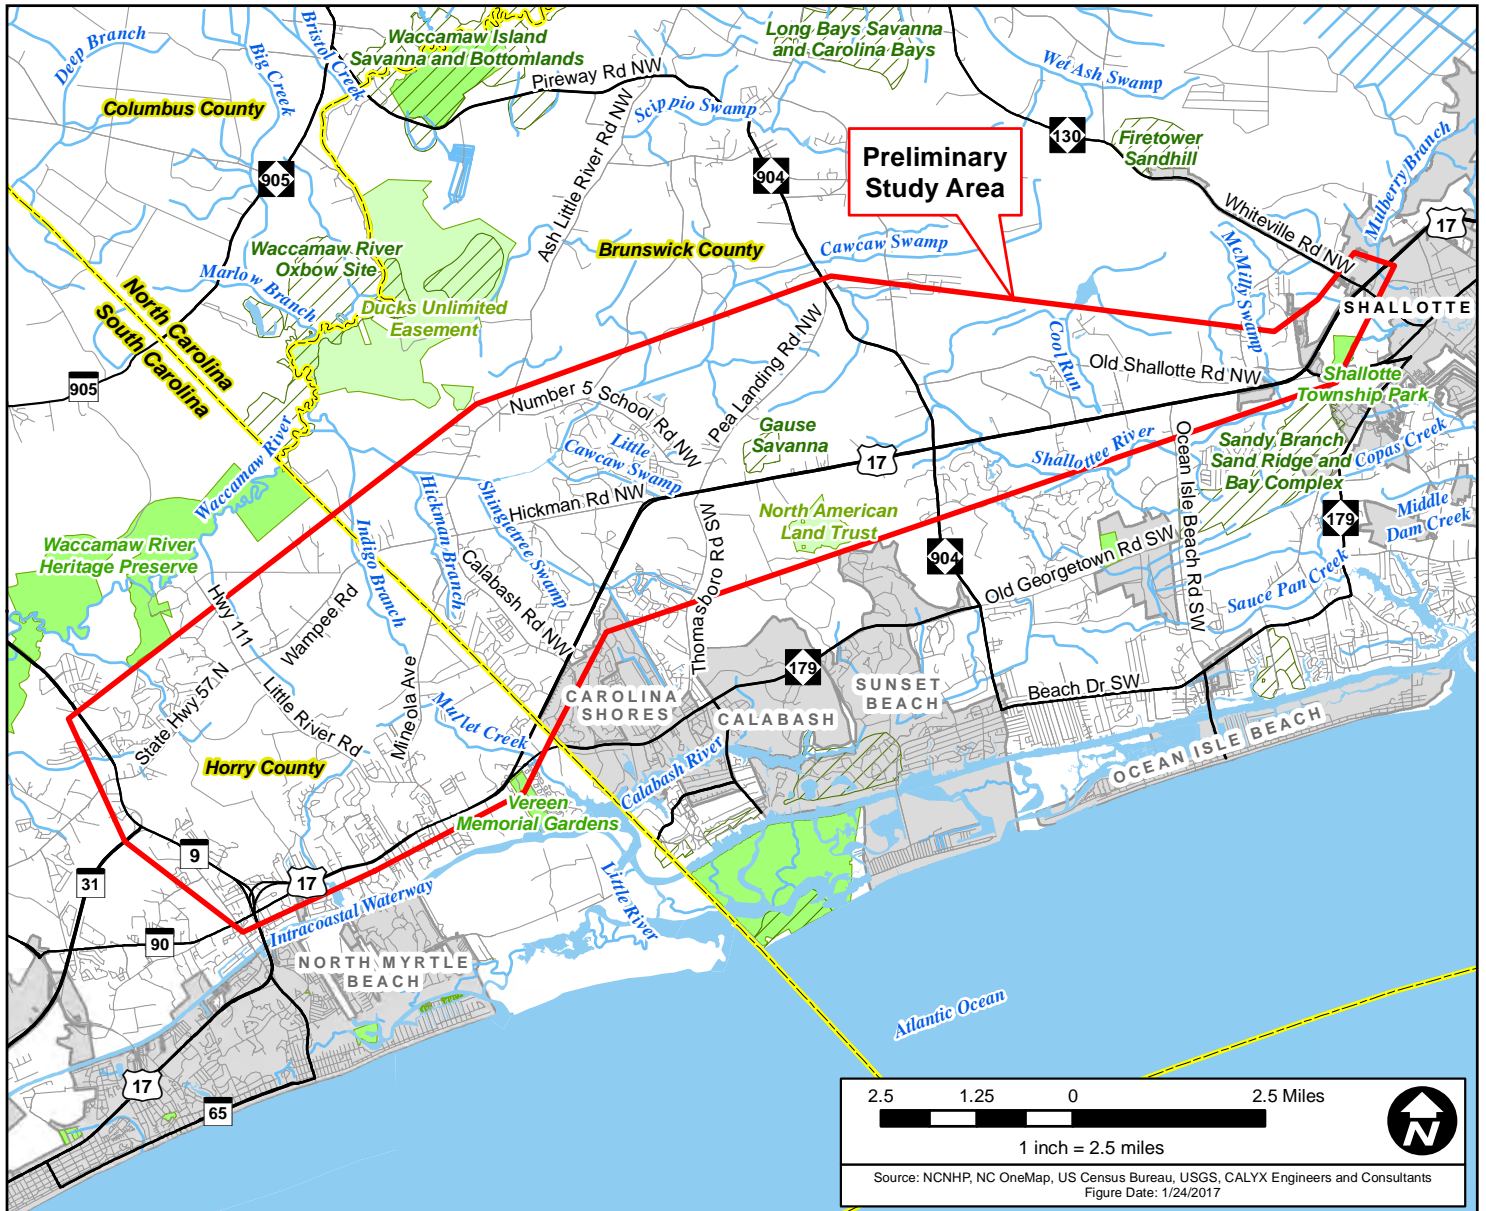 Deep Branch
Big Creek
Bristol Creek
Waccamaw Island
Savanna and Bottomlands
Long Bays Savanna
and Carolina Bays
Wet Ash Swamp
Columbus County
Pireway Rd NW
Scippio Swamp
Ash Little River Rd NW
905
904
130
Firetower
Sandhill
Mulberry Branch
Preliminary
Study Area
Whiteville Rd NW
17
Waccamaw River
Oxbow Site
Brunswick County
Cawcaw Swamp
McMilly Swamp
Marlow Branch
North Carolina
South Carolina
Ducks Unlimited
Easement
SHALLOTTE
905
Cool Run
Old Shallotte Rd NW
Shallotte
Township Park
Number 5 School Rd NW
Pea Landing Rd NW
Gause
Savanna
Little
Cawcaw Swamp
17
Shallottee River
Ocean Isle Beach Rd SW
Sandy Branch
Sand Ridge and
Bay Complex
Copas Creek
Waccamaw River
Hickman Rd NW
Hickman Branch
Shingletree Swamp
Indigo Branch
North American
Land Trust
Thomasboro Rd SW
179
Middle
Dam Creek
Waccamaw River
Heritage Preserve
Calabash Rd NW
904
Old Georgetown Rd SW
Sauce Pan Creek
Hwy 111
Wampee Rd
State Hwy 57 N
Little River Rd
Mineola Ave
Mullet Creek
CAROLINA
SHORES
179
CALABASH
SUNSET
BEACH
Beach Dr SW
OCEAN ISLE BEACH
Horry County
Calabash River
Vereen
Memorial Gardens
9
31
17
Little River
90
Intracoastal Waterway
NORTH MYRTLE
BEACH
Atlantic Ocean
17
65
2.5 1.25 0 2.5 Miles
1 inch = 2.5 miles
N
Source: NCNHP, NC OneMap, US Census Bureau, USGS, CALYX Engineers and Consultants
Figure Date: 1/24/2017